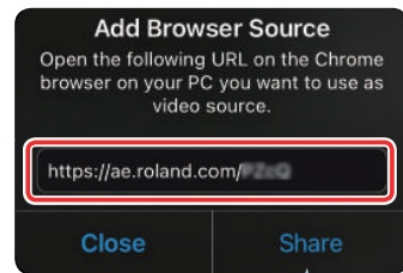 Add Browser Source
Open the following URL on the Chrome
browser on your PC you want to use as
video source.
https://ae.roland.com/
Close
Share